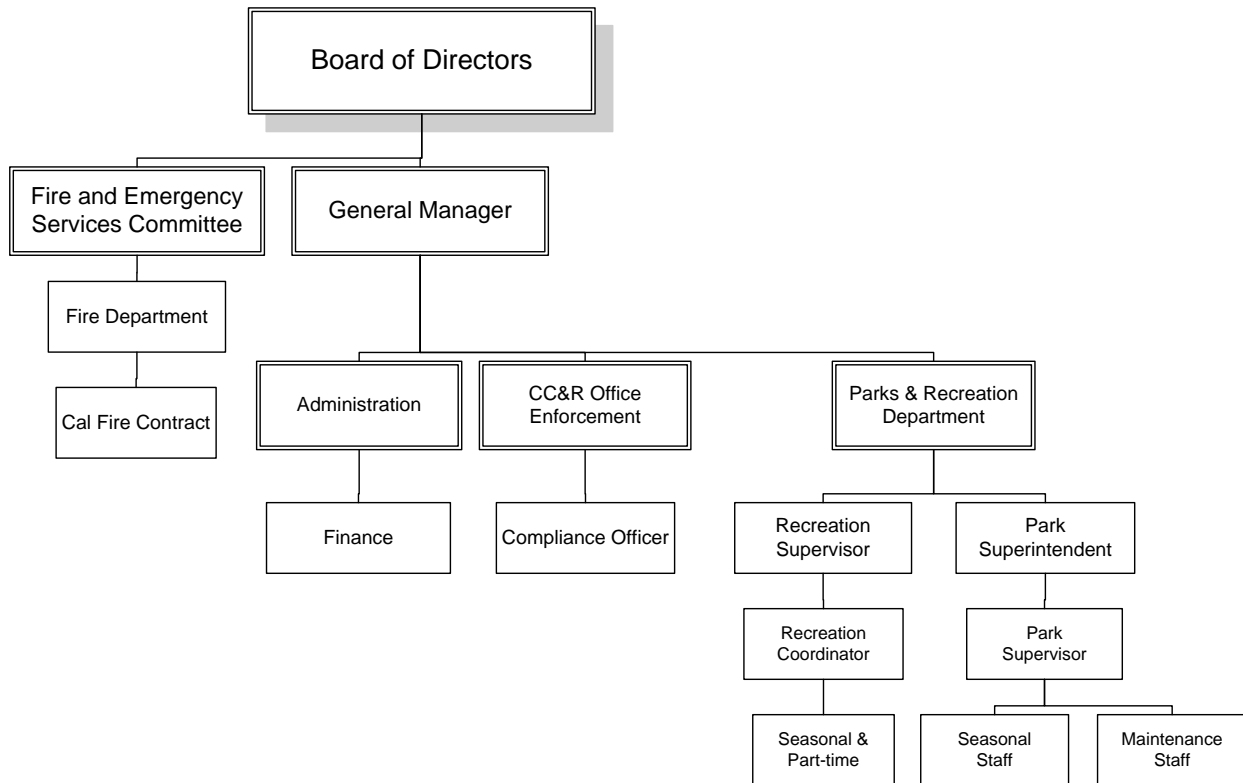 Board of Directors
Fire and Emergency
Services Committee
General Manager
Fire Department
Cal Fire Contract
Administration
CC&R Office
Enforcement
Parks & Recreation
Department
Finance
Compliance Officer
Recreation
Supervisor
Park
Superintendent
Recreation
Coordinator
Park
Supervisor
Seasonal &
Part-time
Seasonal
Staff
Maintenance
Staff